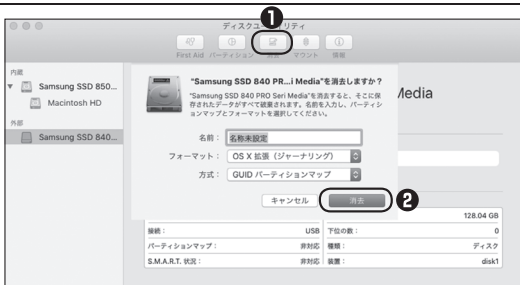 ❶
ディスクユーティリティ
First Aid パーティション 消去 マウント 情報
内蔵
Samsung SSD 850...
Macintosh HD
外部
Samsung SSD 840...
Media
"Samsung SSD 840 PR...i Media"を消去しますか？
"Samsung SSD 840 PRO Seri Media"を消去すると、そこに保
存されたデータがすべて破棄されます。名前を入力し、パーティシ
ョンマップとフォーマットを選択してください。
名前： 名称未設定
フォーマット： OS X 拡張（ジャーナリング）
方式： GUID パーティションマップ
キャンセル 消去 ❷
128.04 GB
接続： USB 下位の数： 0
パーティションマップ： 非対応 種類： ディスク
S.M.A.R.T. 状況： 非対応 装置： disk1